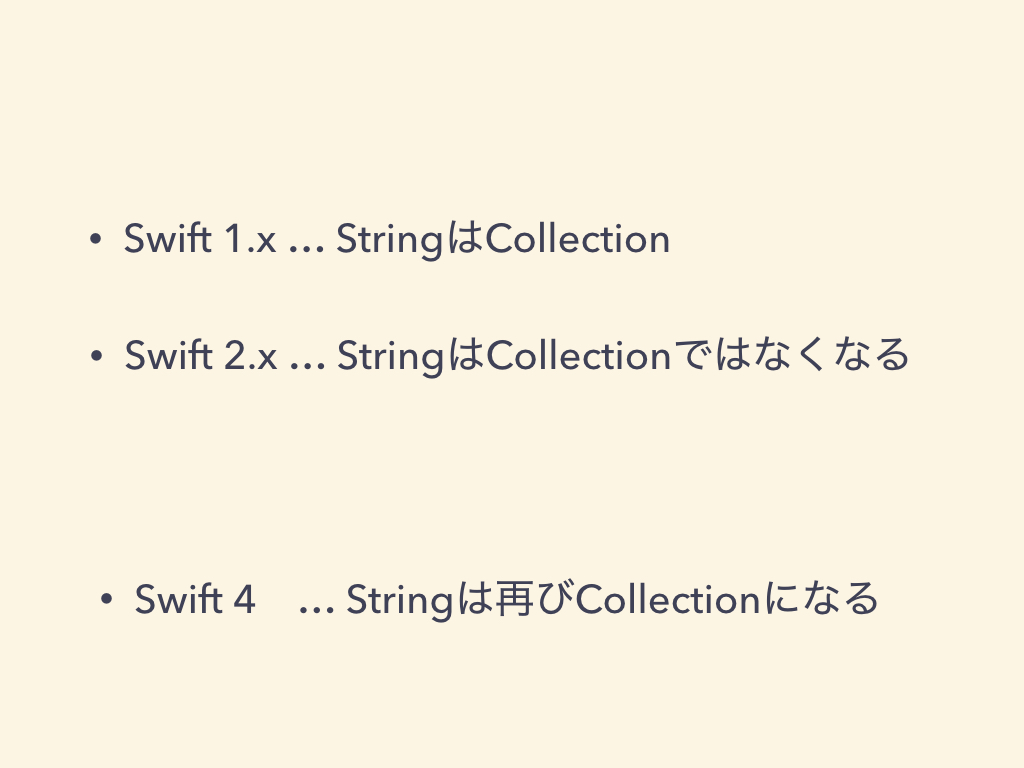 • Swift 1.x … StringはCollection
• Swift 2.x … StringはCollectionではなくなる
• Swift 4　… Stringは再びCollectionになる